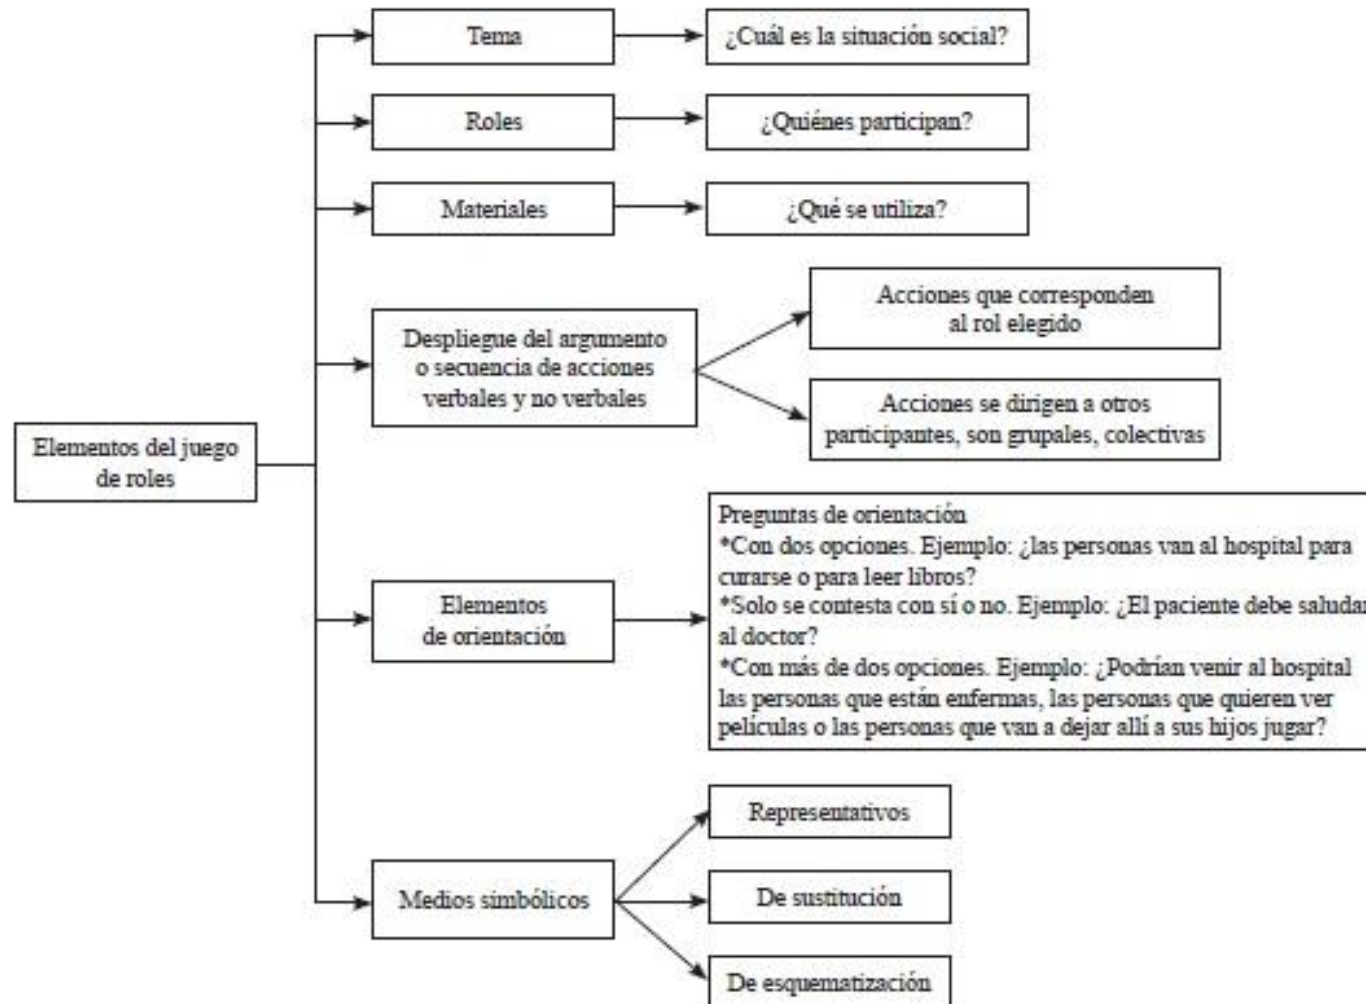 Tema
¿Cuál es la situación social?
Roles
¿Quiénes participan?
Materiales
¿Qué se utiliza?
Acciones que corresponden
al rol elegido
Despliegue del argumento
o secuencia de acciones
verbales y no verbales
Acciones se dirigen a otros
participantes, son grupales, colectivas
Elementos del juego
de roles
Preguntas de orientación
*Con dos opciones. Ejemplo: ¿las personas van al hospital para
curarse o para leer libros?
*Solo se contesta con sí o no. Ejemplo: ¿El paciente debe saludar
al doctor?
*Con más de dos opciones. Ejemplo: ¿Podrían venir al hospital
las personas que están enfermas, las personas que quieren ver
películas o las personas que van a dejar allí a sus hijos jugar?
Elementos
de orientación
Representativos
Medios simbólicos
De sustitución
De esquematización